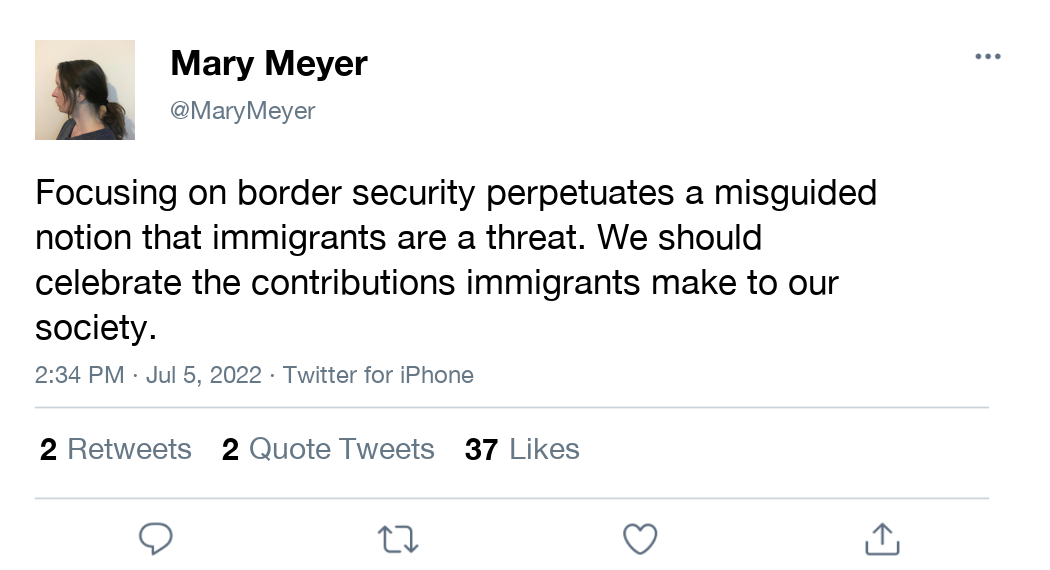 Mary Meyer
@MaryMeyer
Focusing on border security perpetuates a misguided
notion that immigrants are a threat. We should
celebrate the contributions immigrants make to our
society.
2:34 PM · Jul 5, 2022 · Twitter for iPhone
2 Retweets 2 Quote Tweets 37 Likes